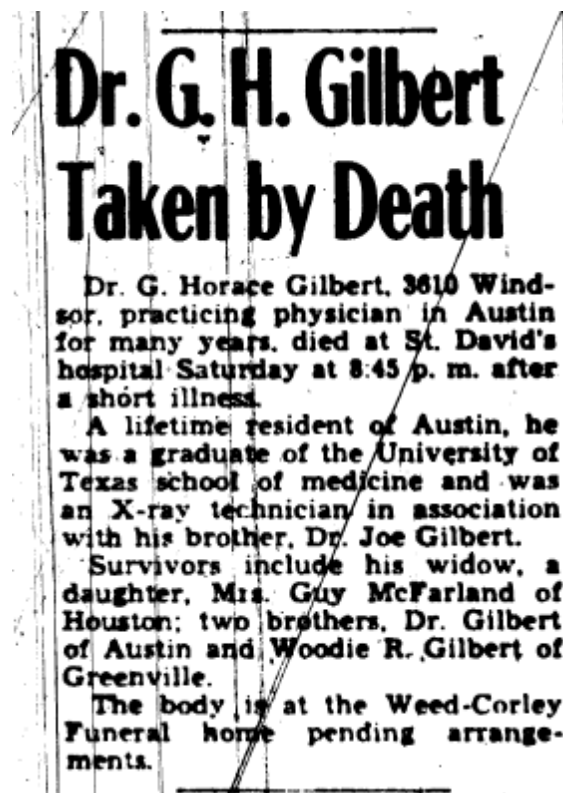 Dr. G. H. Gilbert
Taken by Death
Dr. G. Horace Gilbert, 3610 Wind-
sor, practicing physician in Austin
for many years, died at St. David's
hospital Saturday at 8:45 p. m. after
a short illness.
A lifetime resident of Austin, he
was a graduate of the University of
Texas school of medicine and was
an X-ray technician in association
with his brother, Dr. Joe Gilbert.
Survivors include his widow, a
daughter, Mrs. Guy McFarland of
Houston; two brothers, Dr. Gilbert
of Austin and Woodie R. Gilbert of
Greenville.
The body is at the Weed-Corley
Funeral home pending arrange-
ments.